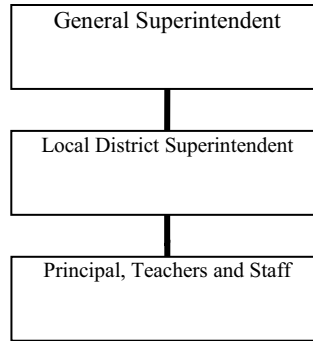 General Superintendent
Local District Superintendent
Principal, Teachers and Staff